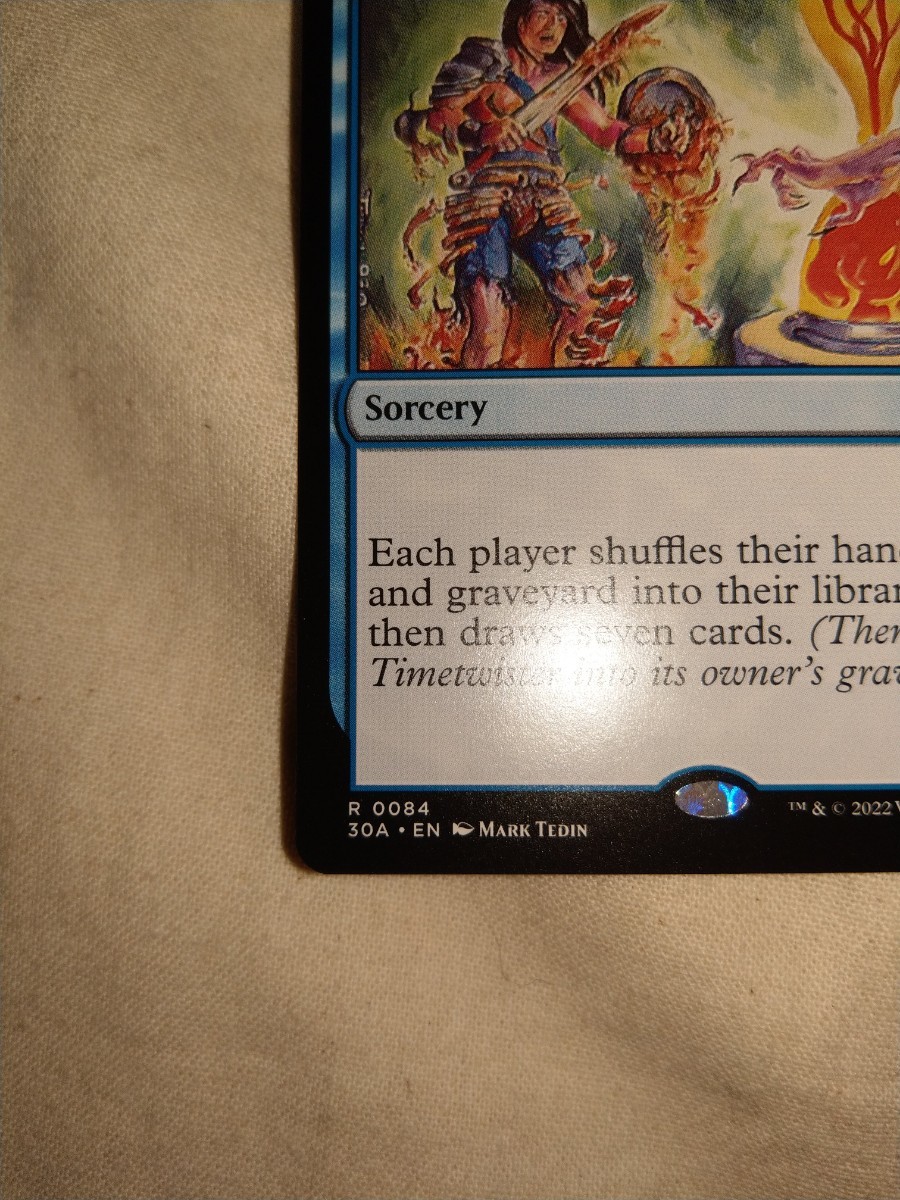 Sorcery
Each player shuffles their han
and graveyard into their librar
then draws seven cards. (Then
Timetwister into its owner's grav
R 0084
™ & © 2022 W
30A • EN MARK TEDIN